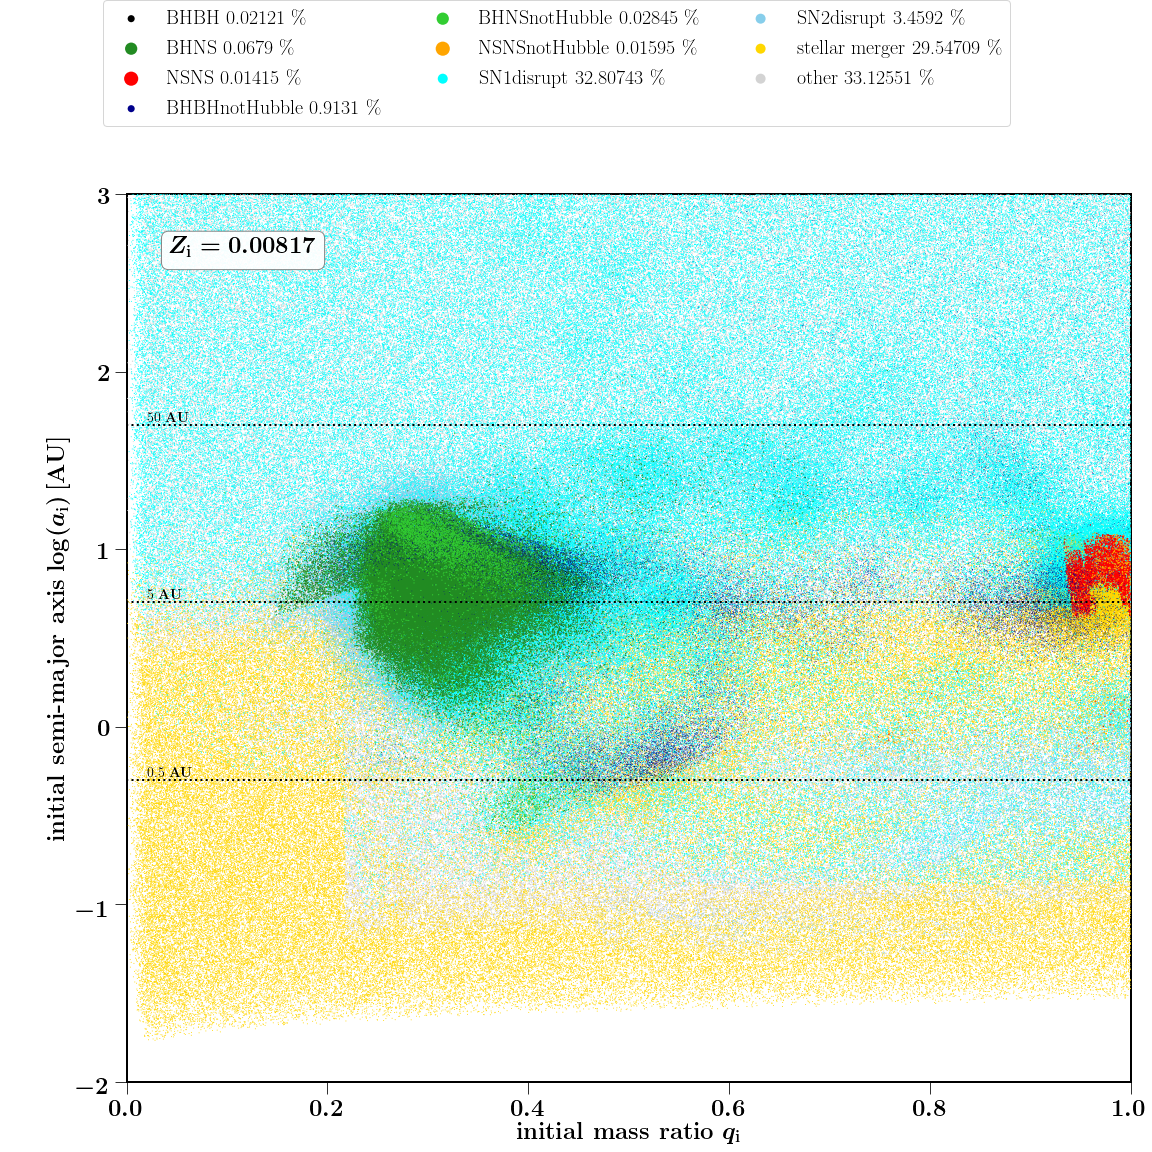 BHBH 0.02121 %
BHNS 0.0679 %
NSNS 0.01415 %
BHBHnotHubble 0.9131 %
BHNSnotHubble 0.02845 %
NSNSnotHubble 0.01595 %
SN1disrupt 32.80743 %
SN2disrupt 3.4592 %
stellar merger 29.54709 %
other 33.12551 %
Z_i = 0.00817
50 AU
5 AU
0.5 AU
3
2
1
0
−1
−2
initial semi-major axis log(a_i) [AU]
0.0 0.2 0.4 0.6 0.8 1.0
initial mass ratio q_i